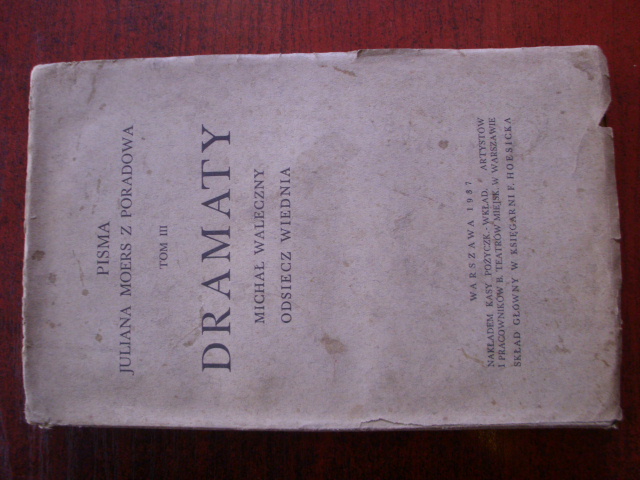 PISMA
JULIANA MOERS Z PORADOWA
TOM III
DRAMATY
MICHAŁ WALECZNY
ODSIECZ WIEDNIA
WARSZAWA 1937
NAKŁADEM KASY POŻYCZK.-WKŁAD. ARTYSTÓW
I PRACOWNIKÓW B. TEATRÓW MIEJSK. W WARSZAWIE
SKŁAD GŁÓWNY W KSIĘGARNI F. HOESICKA